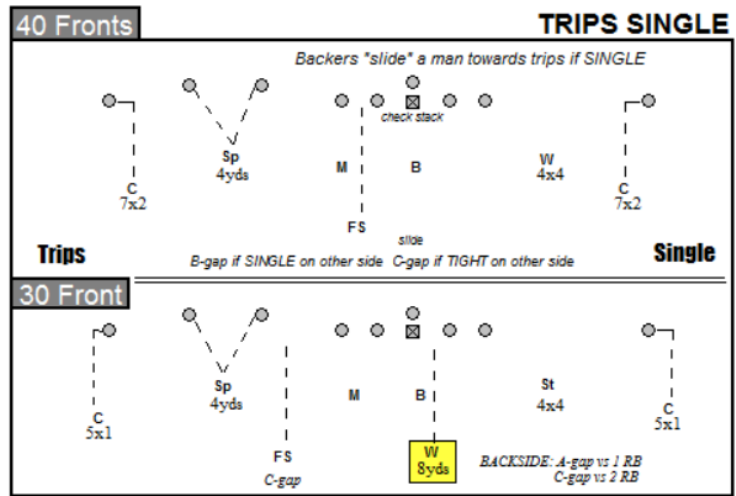 40 Fronts
TRIPS SINGLE
Backers *slide* a man towards trips if SINGLE
check stack
Sp
4yds
M
B
W
4x4
C
7x2
C
7x2
FS
slide
Trips
B-gap if SINGLE on other side C-gap if TIGHT on other side
Single
30 Front
Sp
4yds
M
B
St
4x4
C
5x1
C
5x1
FS
C-gap
W
8yds
BACKSIDE: A-gap vs 1 RB
C-gap vs 2 RB